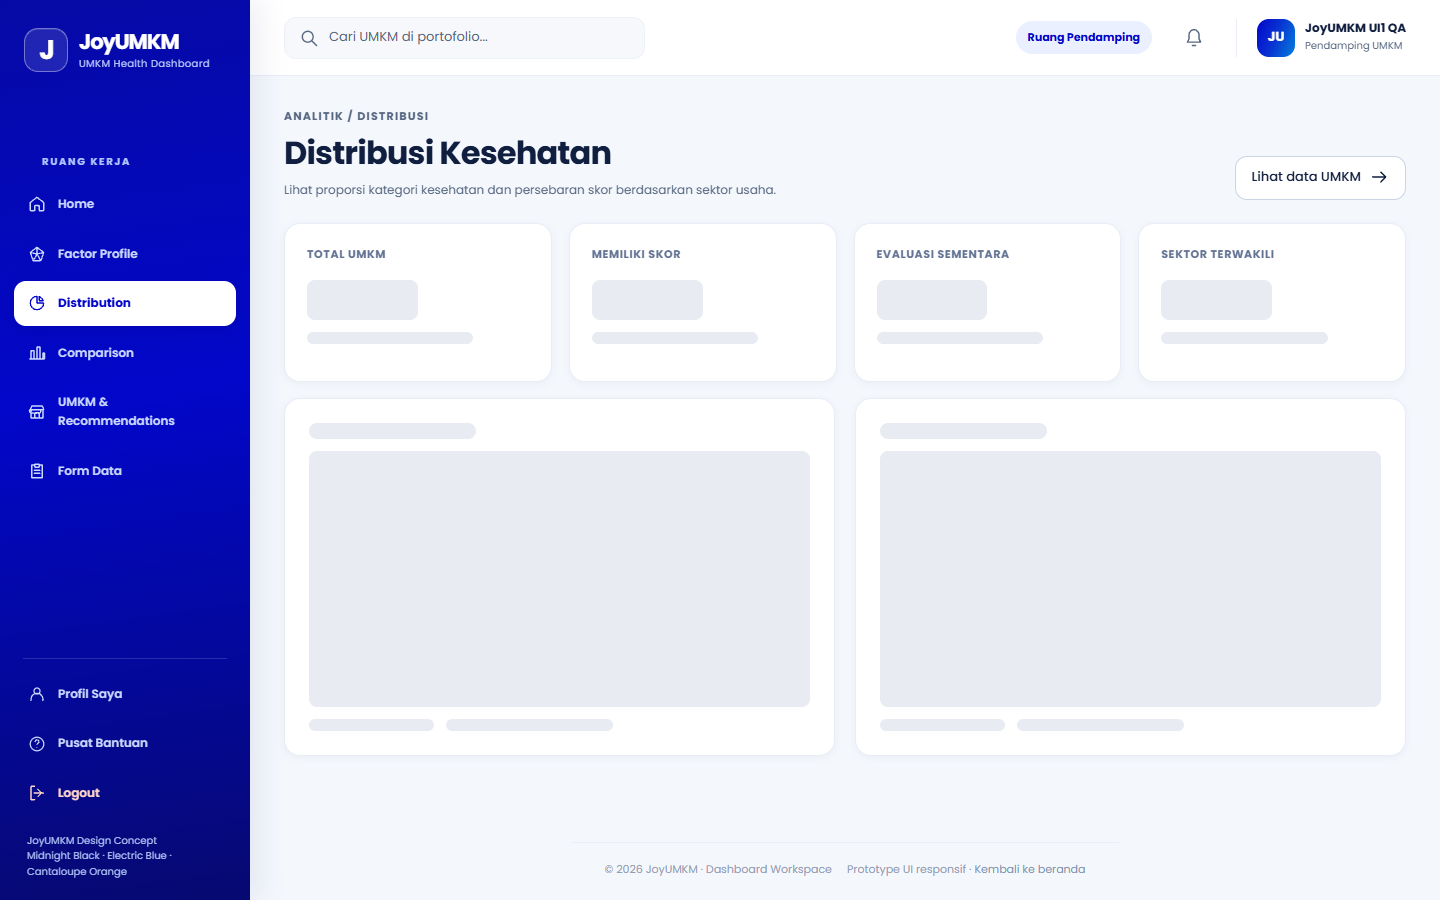 J
JoyUMKM
UMKM Health Dashboard
RUANG KERJA
Home
Factor Profile
Distribution
Comparison
UMKM &
Recommendations
Form Data
Profil Saya
Pusat Bantuan
Logout
JoyUMKM Design Concept
Midnight Black · Electric Blue ·
Cantaloupe Orange
Cari UMKM di portofolio...
Ruang Pendamping
JU
JoyUMKM UI1 QA
Pendamping UMKM
ANALITIK / DISTRIBUSI
Distribusi Kesehatan
Lihat proporsi kategori kesehatan dan persebaran skor berdasarkan sektor usaha.
Lihat data UMKM
TOTAL UMKM
MEMILIKI SKOR
EVALUASI SEMENTARA
SEKTOR TERWAKILI
© 2026 JoyUMKM · Dashboard Workspace
Prototype UI responsif · Kembali ke beranda